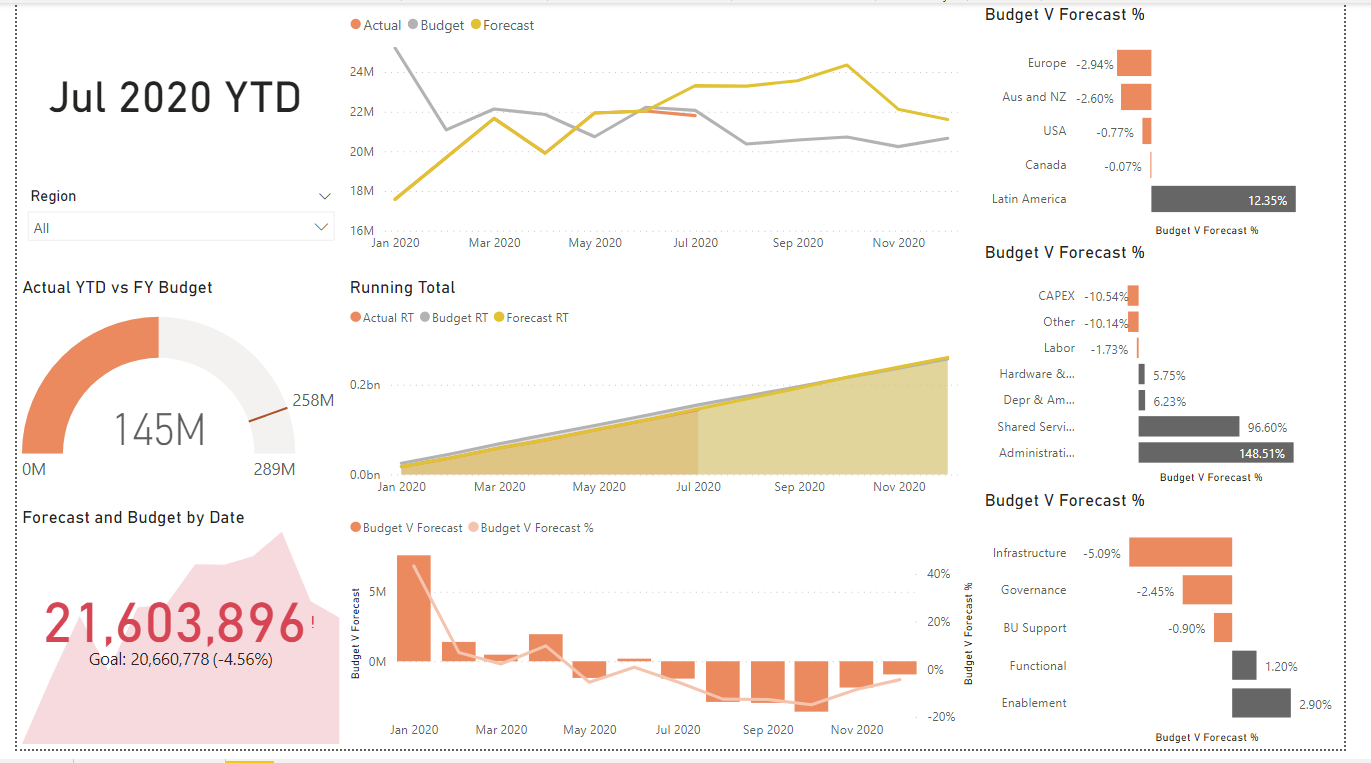 Jul 2020 YTD
Region
All
Actual YTD vs FY Budget
258M
145M
0M
289M
Forecast and Budget by Date
21,603,896!
Goal: 20,660,778 (-4.56%)
Actual Budget Forecast
24M
22M
20M
18M
16M
Jan 2020 Mar 2020 May 2020 Jul 2020 Sep 2020 Nov 2020
Running Total
Actual RT Budget RT Forecast RT
0.2bn
0.0bn
Jan 2020 Mar 2020 May 2020 Jul 2020 Sep 2020 Nov 2020
Budget V Forecast Budget V Forecast %
Budget V Forecast
5M
0M
40%
20%
0%
-20%
Budget V Forecast %
Jan 2020 Mar 2020 May 2020 Jul 2020 Sep 2020 Nov 2020
Budget V Forecast %
Europe -2.94%
Aus and NZ -2.60%
USA -0.77%
Canada -0.07%
Latin America 12.35%
Budget V Forecast %
Budget V Forecast %
CAPEX -10.54%
Other -10.14%
Labor -1.73%
Hardware &... 5.75%
Depr & Am... 6.23%
Shared Servi... 96.60%
Administrati... 148.51%
Budget V Forecast %
Budget V Forecast %
Infrastructure -5.09%
Governance -2.45%
BU Support -0.90%
Functional 1.20%
Enablement 2.90%
Budget V Forecast %